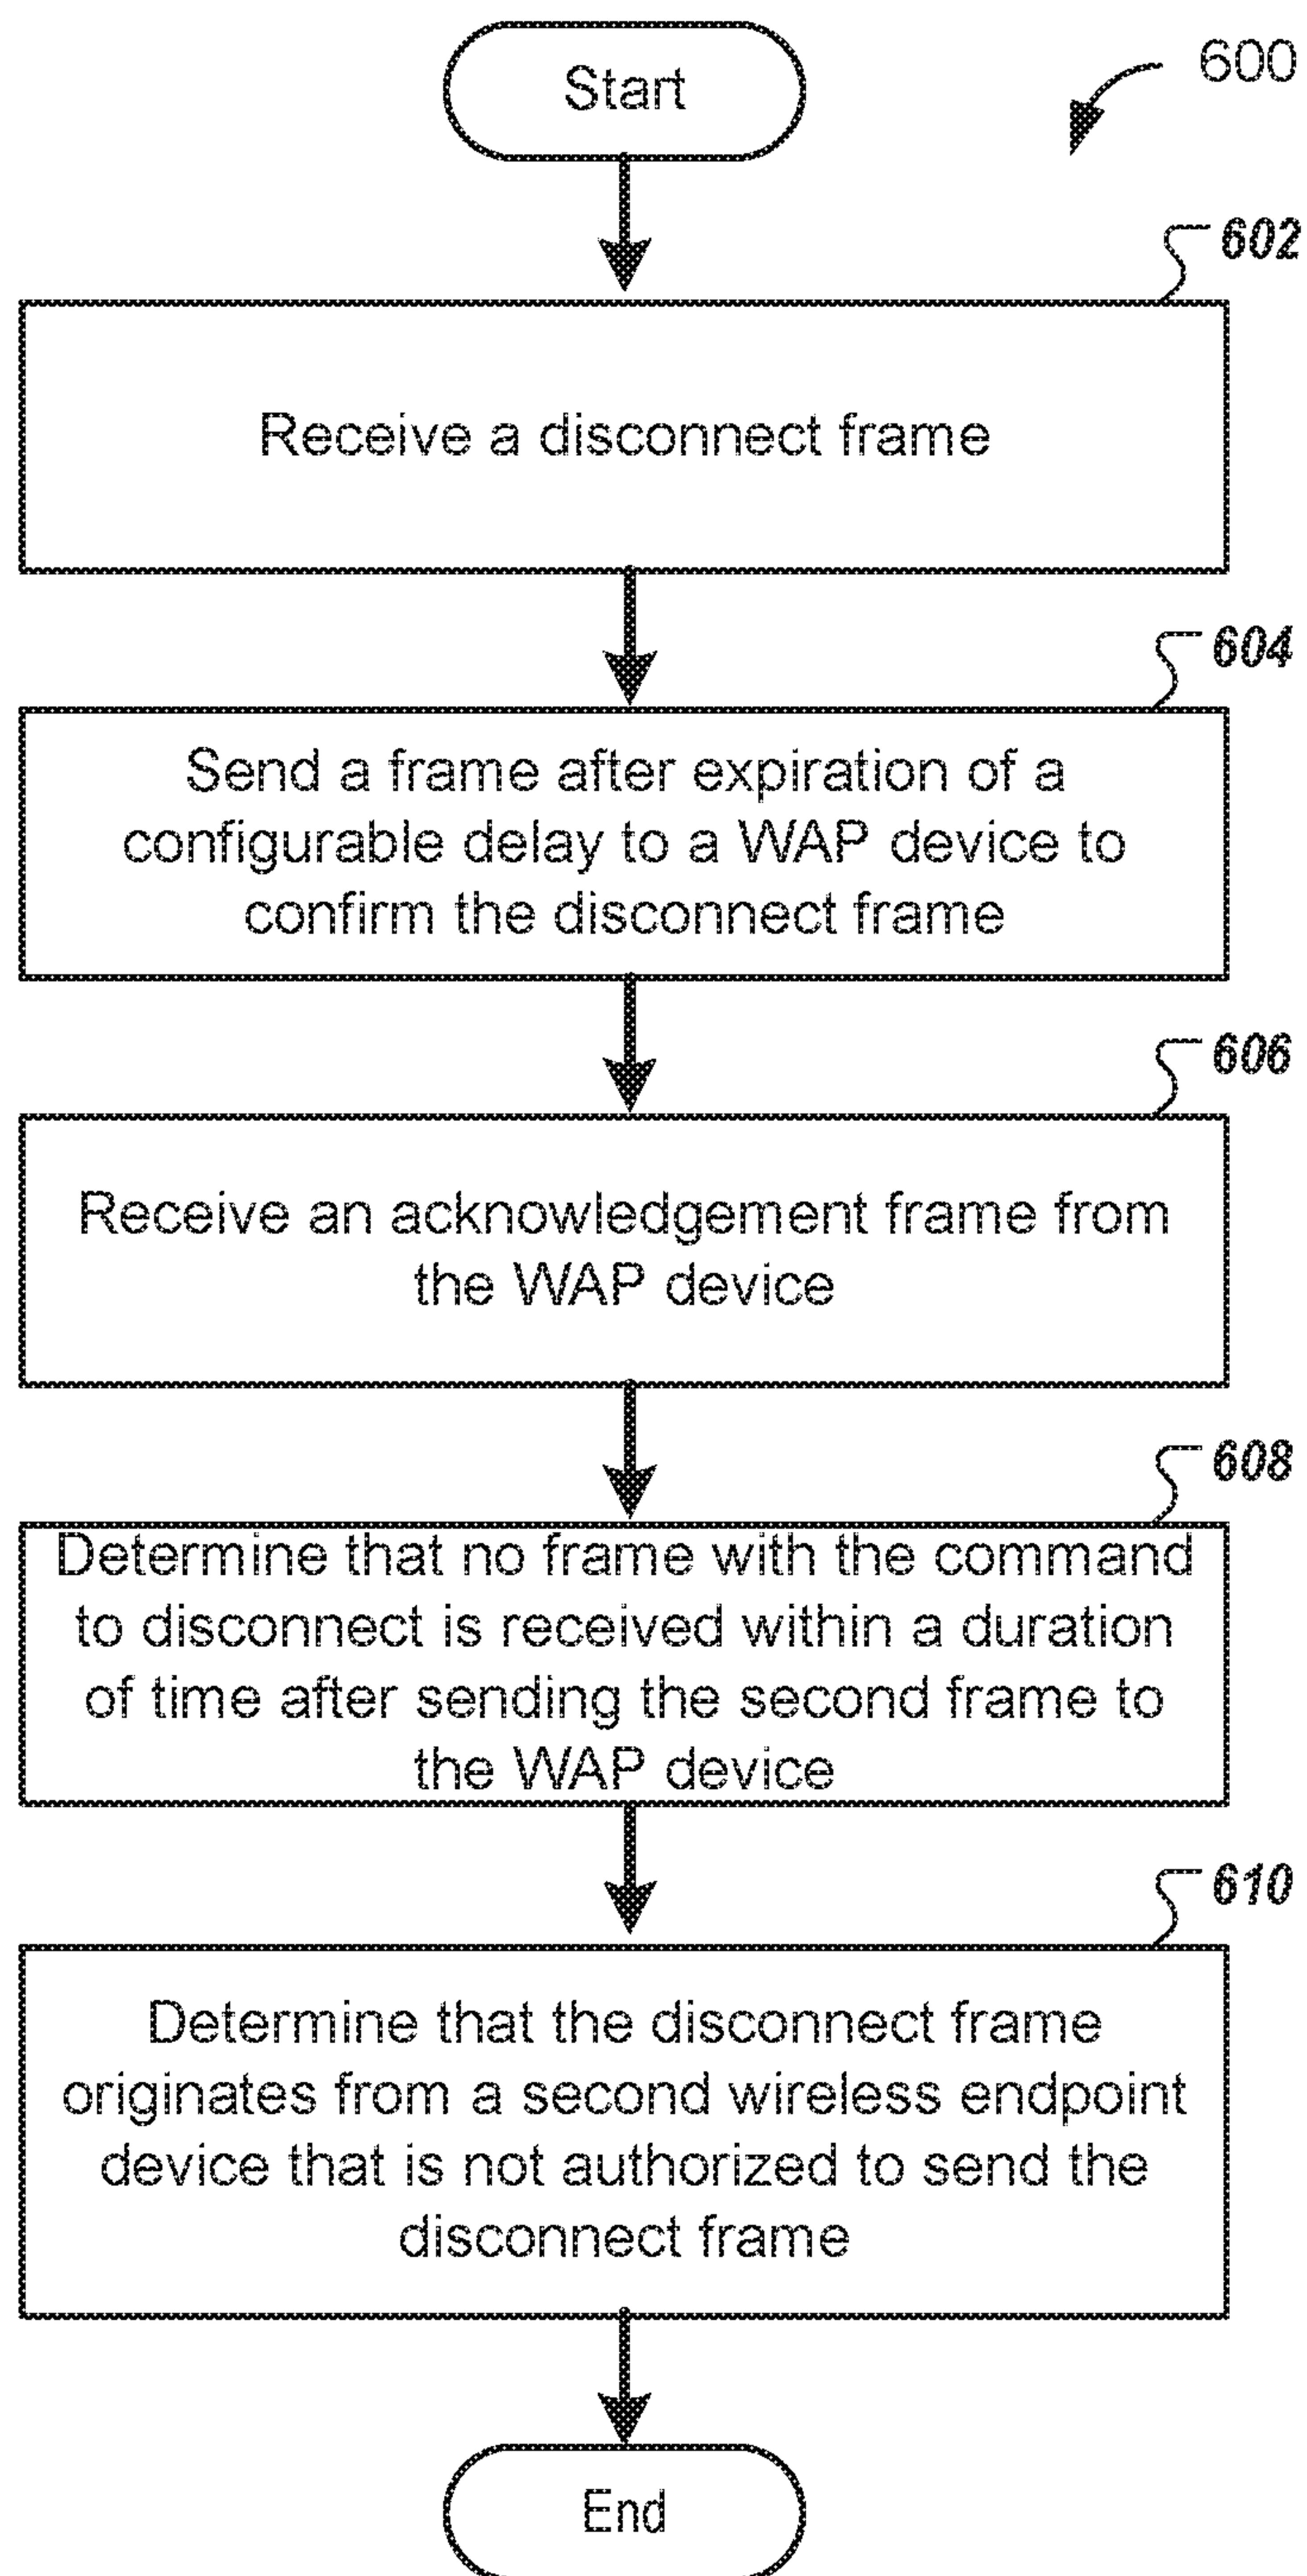 Start
600
602
Receive a disconnect frame
604
Send a frame after expiration of a
configurable delay to a WAP device to
confirm the disconnect frame
606
Receive an acknowledgement frame from
the WAP device
608
Determine that no frame with the command
to disconnect is received within a duration
of time after sending the second frame to
the WAP device
610
Determine that the disconnect frame
originates from a second wireless endpoint
device that is not authorized to send the
disconnect frame
End